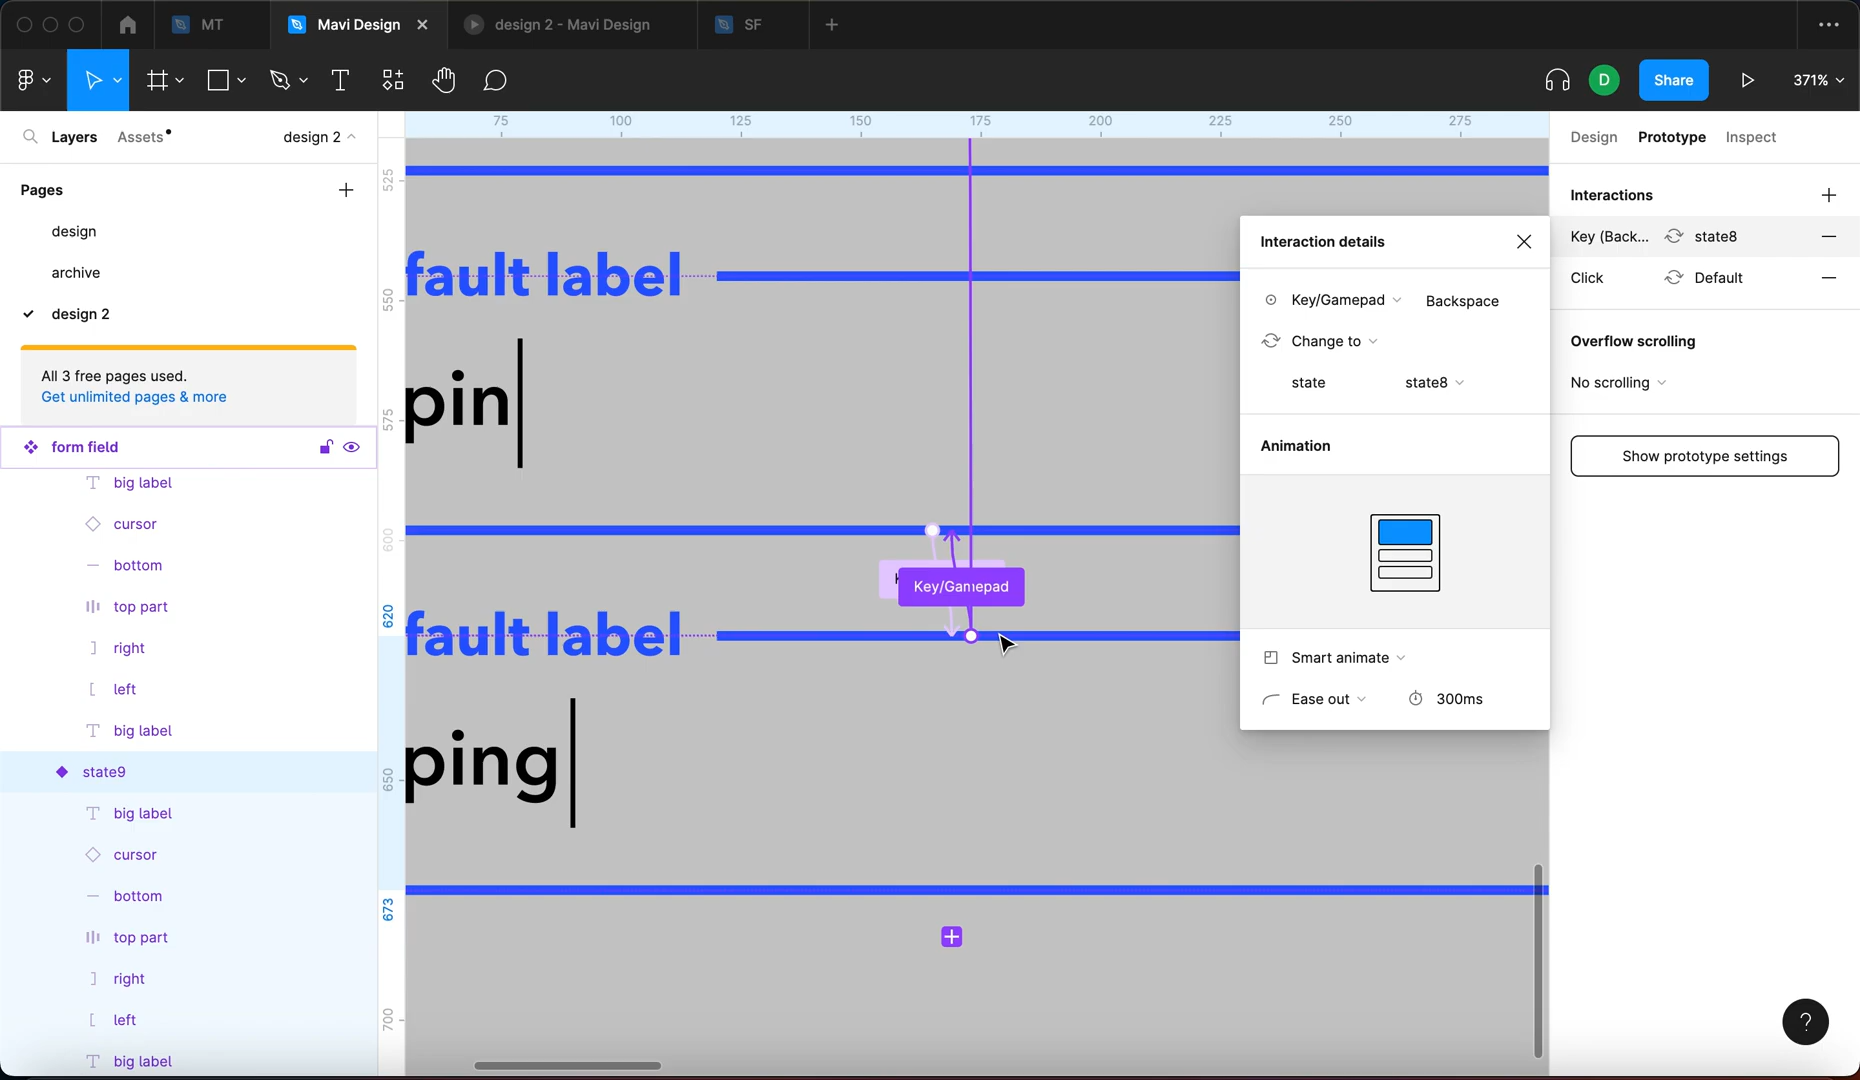 MT
Mavi Design
design 2 - Mavi Design
SF
D
Share
371%
Layers
Assets
design 2
Pages
design
archive
design 2
All 3 free pages used.
Get unlimited pages & more
form field
big label
cursor
bottom
top part
right
left
big label
state9
big label
cursor
bottom
top part
right
left
big label
75
100
125
150
175
200
225
250
275
525
550
575
600
620
650
673
700
fault label
pin
Key/Gamepad
fault label
ping
Interaction details
Key/Gamepad
Backspace
Change to
state
state8
Animation
Smart animate
Ease out
300ms
Design
Prototype
Inspect
Interactions
Key (Back...
state8
Click
Default
Overflow scrolling
No scrolling
Show prototype settings
?